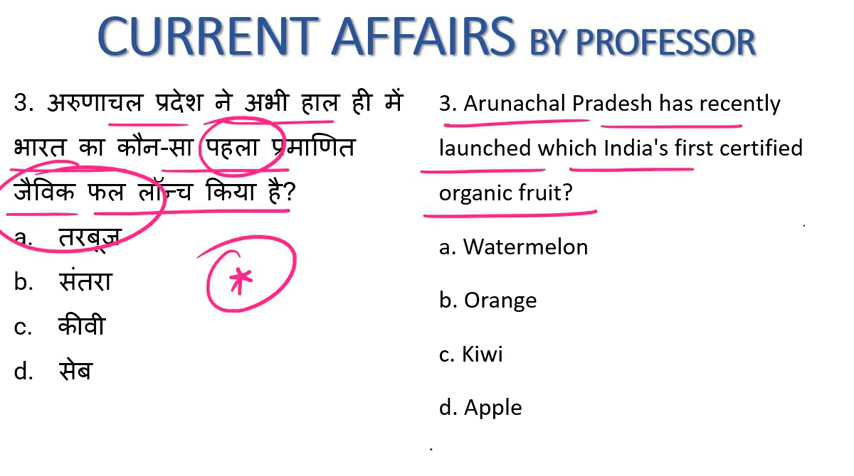 CURRENT AFFAIRS BY PROFESSOR
3. अरुणाचल प्रदेश ने अभी हाल ही में
भारत का कौन-सा पहला प्रमाणित
जैविक फल लॉन्च किया है?
a. तरबूज
b. संतरा
c. कीवी
d. सेब
3. Arunachal Pradesh has recently
launched which India's first certified
organic fruit?
a. Watermelon
b. Orange
c. Kiwi
d. Apple